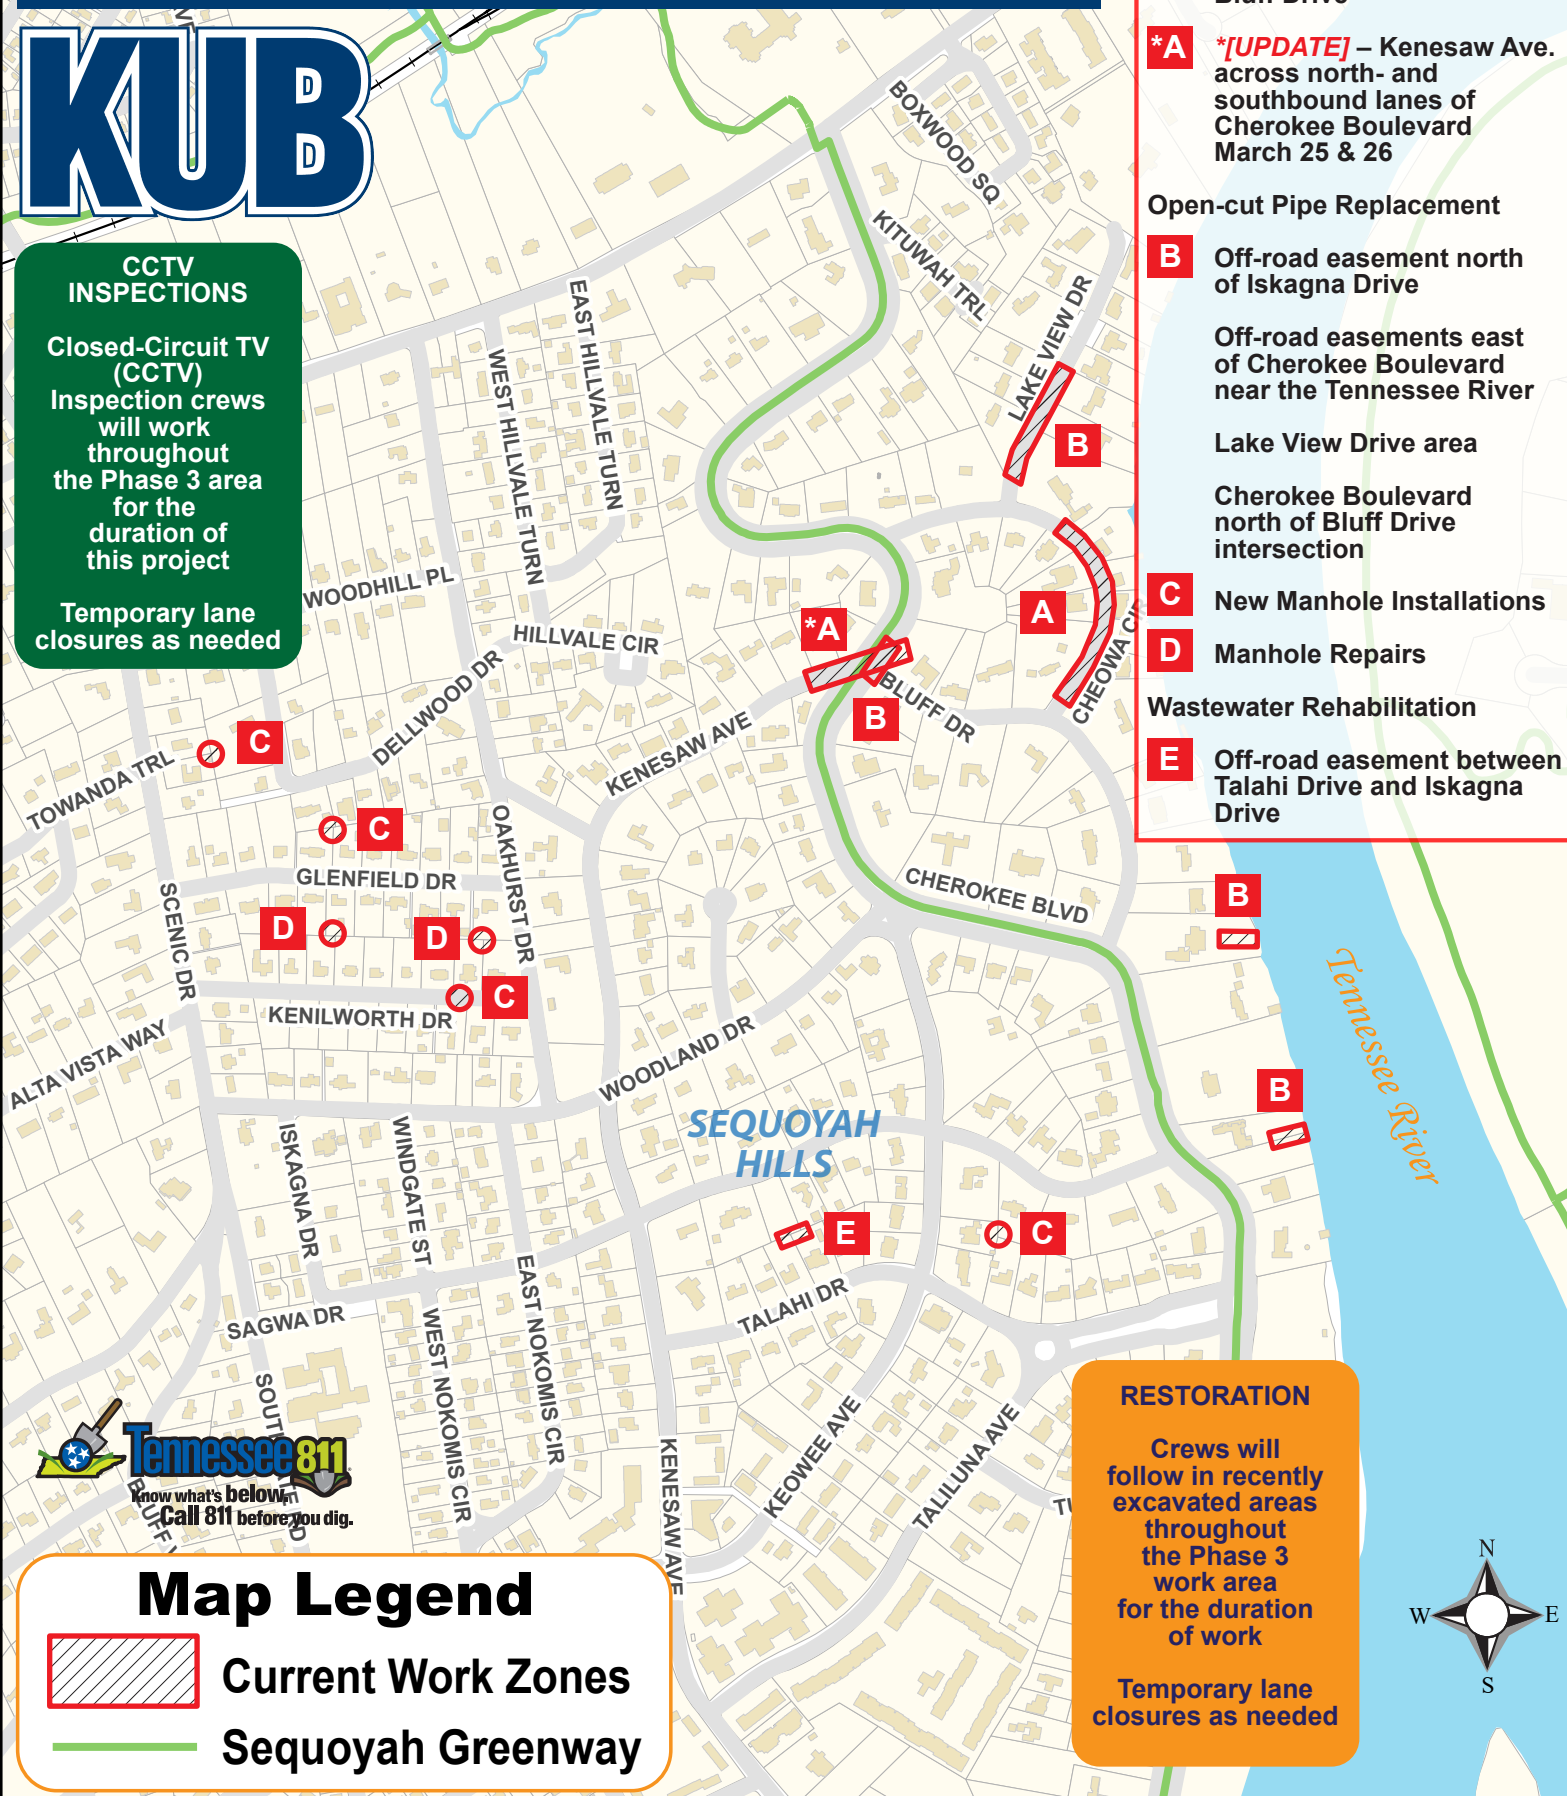 KUB
Bluff Drive
*A
*[UPDATE] – Kenesaw Ave.
across north- and
southbound lanes of
Cherokee Boulevard
March 25 & 26
Open-cut Pipe Replacement
B
Off-road easement north
of Iskagna Drive
Off-road easements east
of Cherokee Boulevard
near the Tennessee River
Lake View Drive area
Cherokee Boulevard
north of Bluff Drive
intersection
C
New Manhole Installations
D
Manhole Repairs
Wastewater Rehabilitation
E
Off-road easement between
Talahi Drive and Iskagna
Drive
CCTV
INSPECTIONS
Closed-Circuit TV
(CCTV)
Inspection crews
will work
throughout
the Phase 3 area
for the
duration of
this project
Temporary lane
closures as needed
BOXWOOD SQ
KITUWAH TRL
LAKE VIEW DR
B
EAST HILLVALE TURN
WEST HILLVALE TURN
WOODHILL PL
HILLVALE CIR
DELLWOOD DR
*A
A
CHEOWA CIR
B
BLUFF DR
KENESAW AVE
TOWANDA TRL
C
C
OAKHURST DR
GLENFIELD DR
SCENIC DR
D
D
C
KENILWORTH DR
ALTA VISTA WAY
CHEROKEE BLVD
B
B
Tennessee River
WOODLAND DR
SEQUOYAH
HILLS
ISKAGNA DR
WINDGATE ST
E
C
TALAHI DR
SAGWA DR
EAST NOKOMIS CIR
WEST NOKOMIS CIR
KENESAW AVE
KEOWEE AVE
TALILUNA AVE
Tennessee 811
Know what's below.
Call 811 before you dig.
RESTORATION
Crews will
follow in recently
excavated areas
throughout
the Phase 3
work area
for the duration
of work
Temporary lane
closures as needed
Map Legend
Current Work Zones
Sequoyah Greenway
N
W
E
S